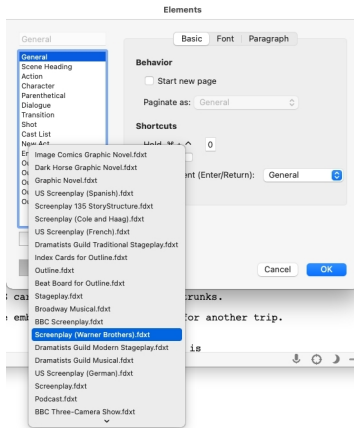 Elements
General
Basic Font Paragraph
General
Scene Heading
Action
Character
Parenthetical
Dialogue
Transition
Shot
Cast List
New Act
Behavior
Start new page
Paginate as: General
Shortcuts
0
(Enter/Return): General
Image Comics Graphic Novel.fdxt
Dark Horse Graphic Novel.fdxt
Graphic Novel.fdxt
US Screenplay (Spanish).fdxt
Screenplay 135 StoryStructure.fdxt
Screenplay (Cole and Haag).fdxt
US Screenplay (French).fdxt
Dramatists Guild Traditional Stageplay.fdxt
Index Cards for Outline.fdxt
Outline.fdxt
Beat Board for Outline.fdxt
Stageplay.fdxt
Broadway Musical.fdxt
BBC Screenplay.fdxt
Screenplay (Warner Brothers).fdxt
Dramatists Guild Modern Stageplay.fdxt
Dramatists Guild Musical.fdxt
US Screenplay (German).fdxt
Screenplay.fdxt
Podcast.fdxt
BBC Three-Camera Show.fdxt
Cancel OK
trunks.
for another trip.
is